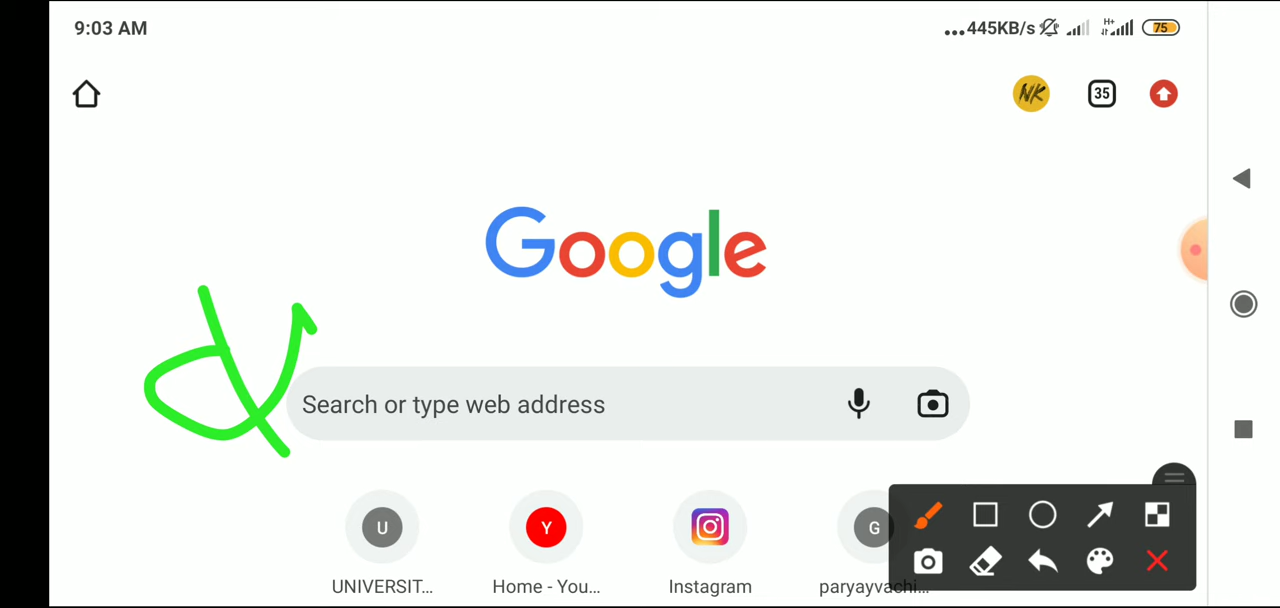 9:03 AM
...445KB/s H+ 75
NK 35
Google
Search or type web address
U Y G
UNIVERSIT... Home - You... Instagram paryayvachi...